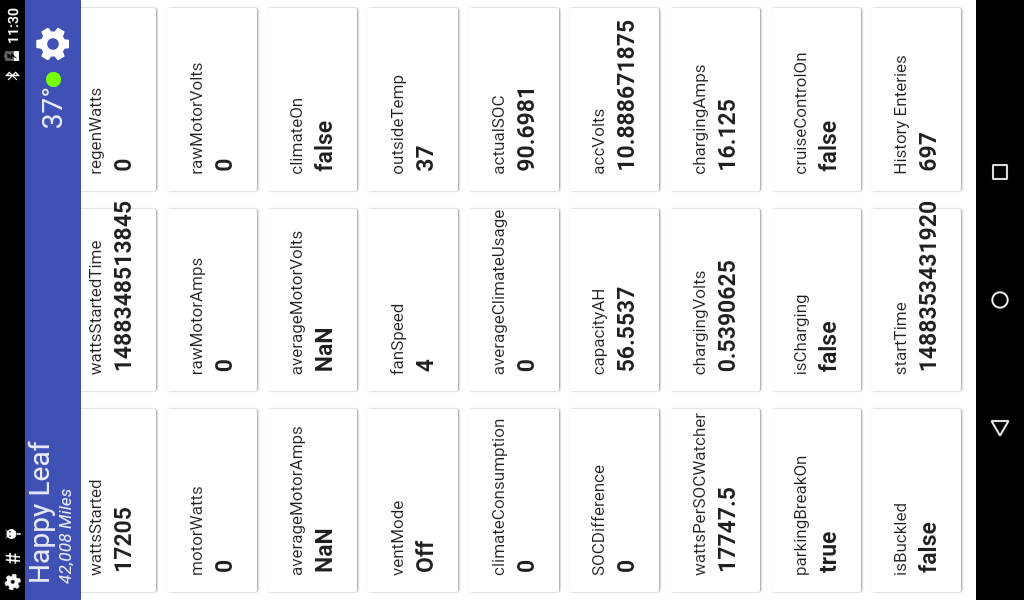 11:30
Happy Leaf
42,008 Miles
37°
wattsStarted
17205
wattsStartedTime
1488348513845
regenWatts
0
motorWatts
0
rawMotorAmps
0
rawMotorVolts
0
averageMotorAmps
NaN
averageMotorVolts
NaN
climateOn
false
ventMode
Off
fanSpeed
4
outsideTemp
37
climateConsumption
0
averageClimateUsage
0
actualSOC
90.6981
SOCDifference
0
capacityAH
56.5537
accVolts
10.888671875
wattsPerSOCWatcher
17747.5
chargingVolts
0.5390625
chargingAmps
16.125
parkingBreakOn
true
isCharging
false
cruiseControlOn
false
isBuckled
false
startTime
1488353431920
History Enteries
697